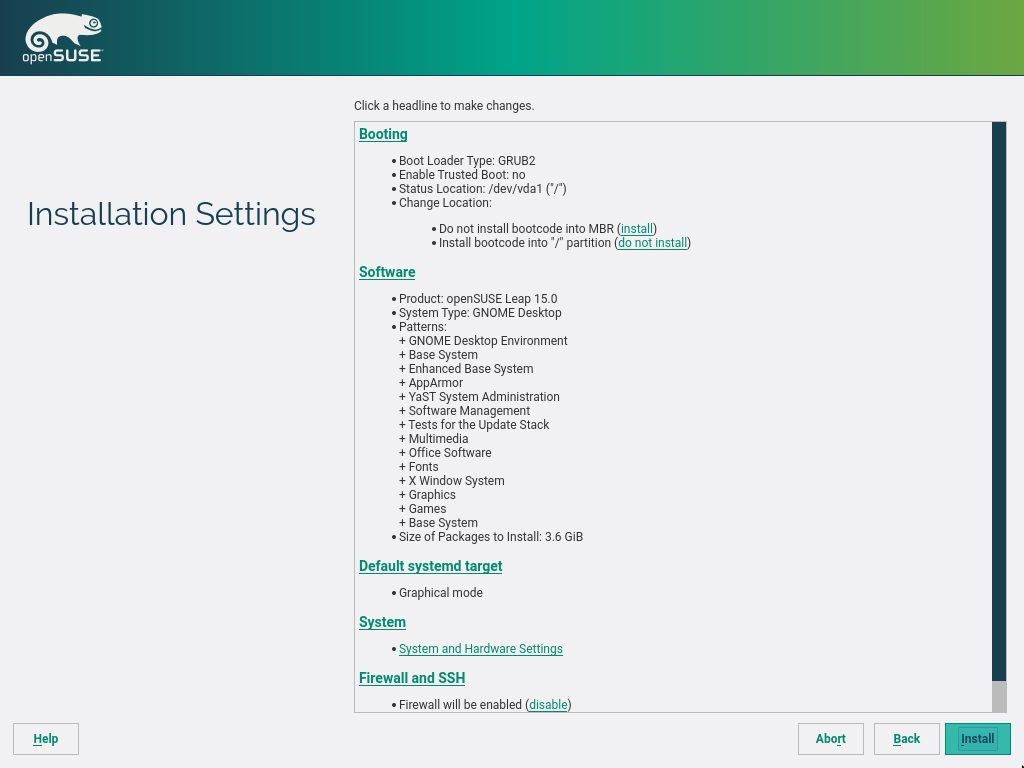 openSUSE
Click a headline to make changes.
Installation Settings
Booting
• Boot Loader Type: GRUB2
• Enable Trusted Boot: no
• Status Location: /dev/vda1 ("/")
• Change Location:
• Do not install bootcode into MBR (install)
• Install bootcode into "/" partition (do not install)
Software
• Product: openSUSE Leap 15.0
• System Type: GNOME Desktop
• Patterns:
+ GNOME Desktop Environment
+ Base System
+ Enhanced Base System
+ AppArmor
+ YaST System Administration
+ Software Management
+ Tests for the Update Stack
+ Multimedia
+ Office Software
+ Fonts
+ X Window System
+ Graphics
+ Games
+ Base System
• Size of Packages to Install: 3.6 GiB
Default systemd target
• Graphical mode
System
• System and Hardware Settings
Firewall and SSH
• Firewall will be enabled (disable)
Help Abort Back Install